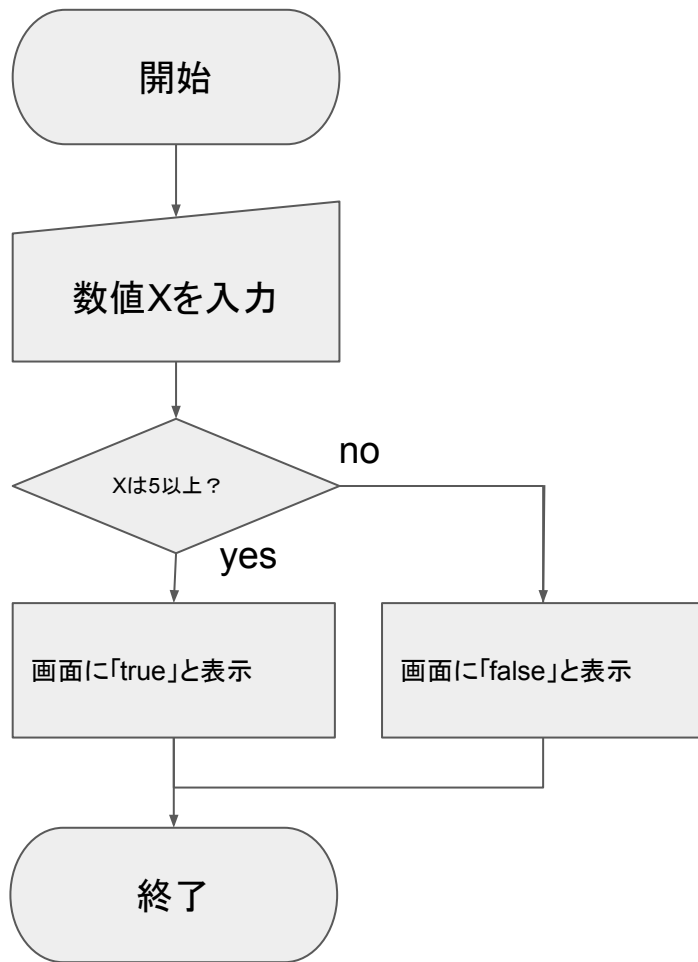 開始
数値Xを入力
Xは5以上？
no
yes
画面に「true」と表示
画面に「false」と表示
終了